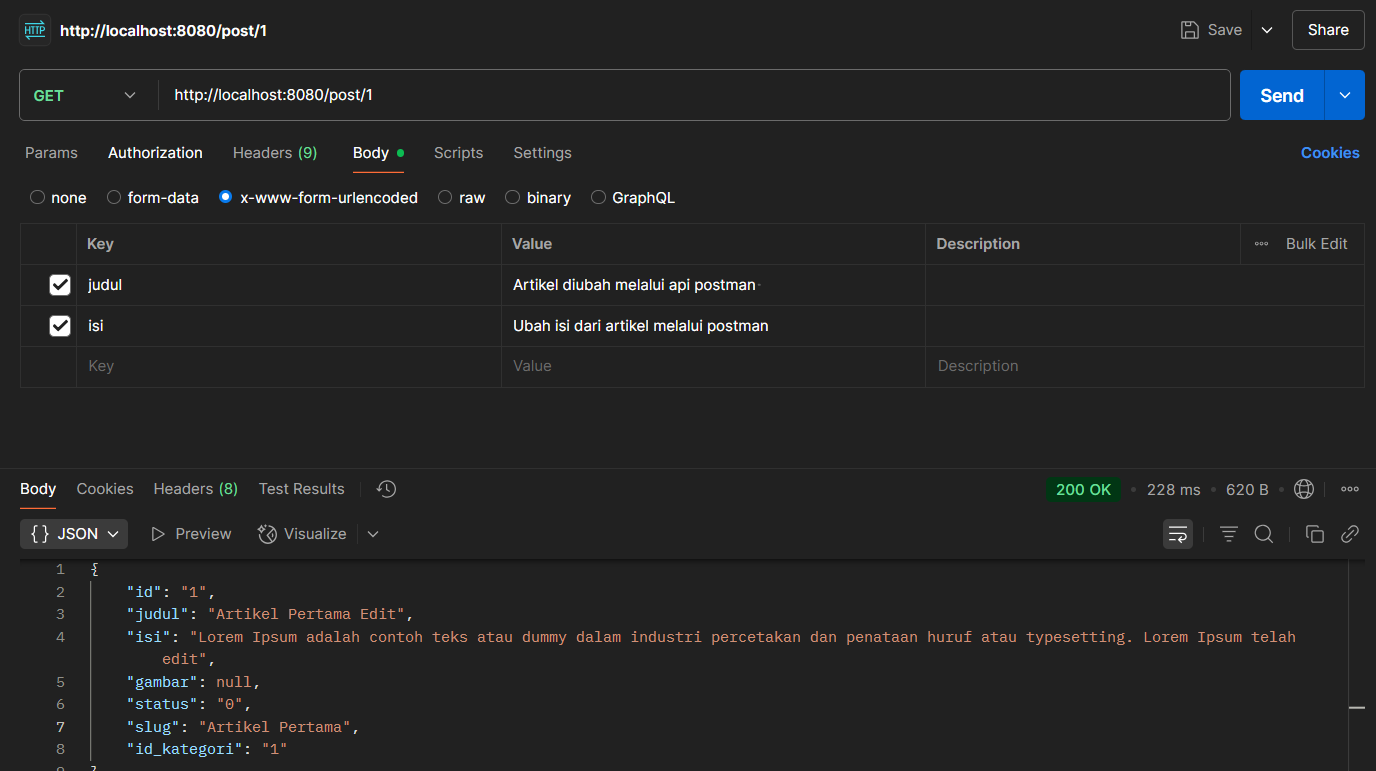 HTTP http://localhost:8080/post/1 Save Share
GET http://localhost:8080/post/1 Send
Params Authorization Headers (9) Body Scripts Settings Cookies
none form-data x-www-form-urlencoded raw binary GraphQL
Key Value Description Bulk Edit
judul Artikel diubah melalui api postman
isi Ubah isi dari artikel melalui postman
Key Value Description
Body Cookies Headers (8) Test Results 200 OK 228 ms 620 B
{} JSON Preview Visualize
1 {
2 "id": "1",
3 "judul": "Artikel Pertama Edit",
4 "isi": "Lorem Ipsum adalah contoh teks atau dummy dalam industri percetakan dan penataan huruf atau typesetting. Lorem Ipsum telah
edit",
5 "gambar": null,
6 "status": "0",
7 "slug": "Artikel Pertama",
8 "id_kategori": "1"
9 }